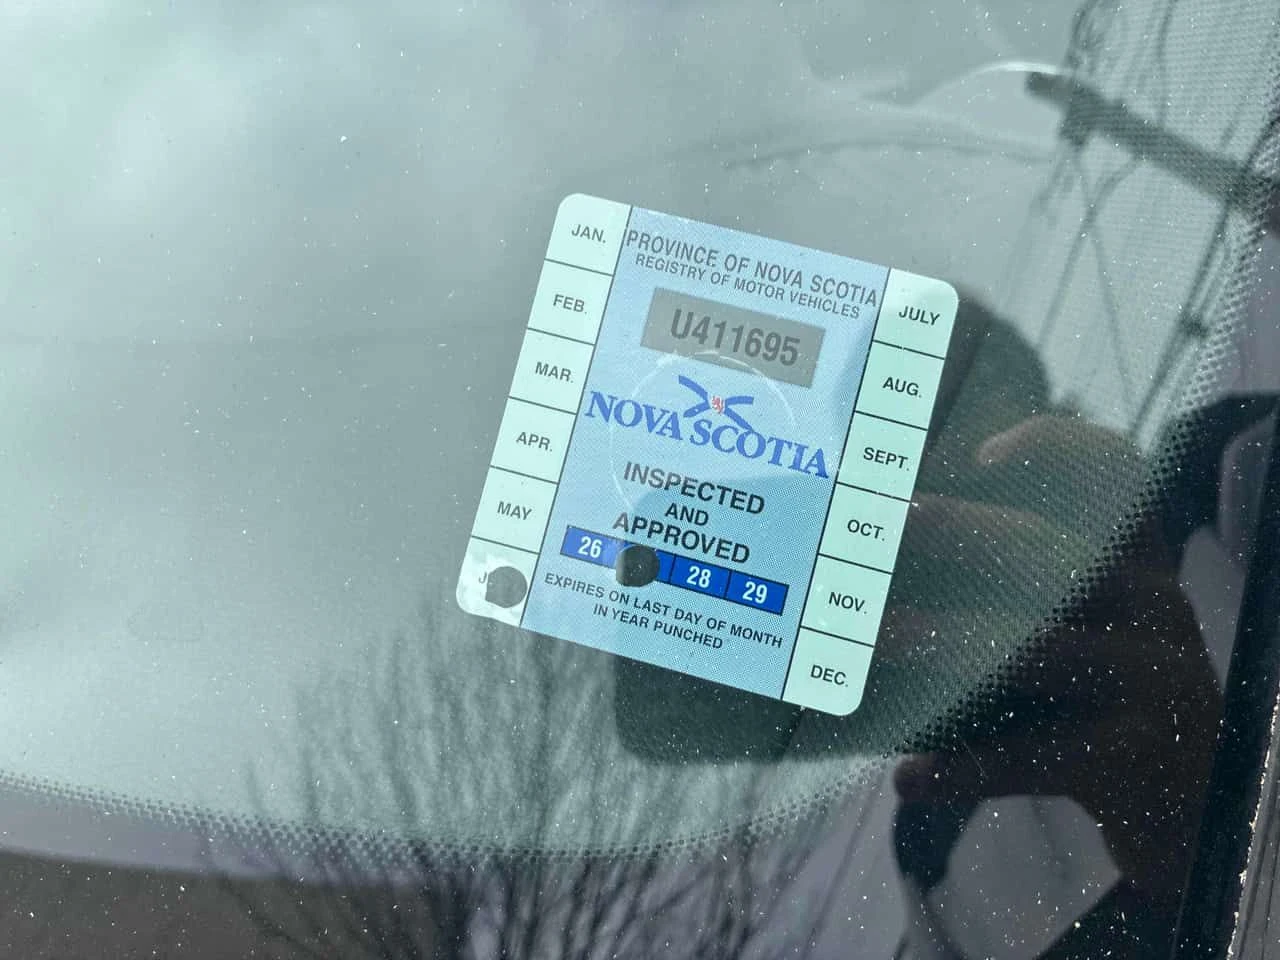 JAN.
FEB.
MAR.
APR.
MAY
PROVINCE OF NOVA SCOTIA
REGISTRY OF MOTOR VEHICLES
U411695
NOVA SCOTIA
INSPECTED
AND
APPROVED
26 28 29
EXPIRES ON LAST DAY OF MONTH
IN YEAR PUNCHED
JULY
AUG.
SEPT.
OCT.
NOV.
DEC.